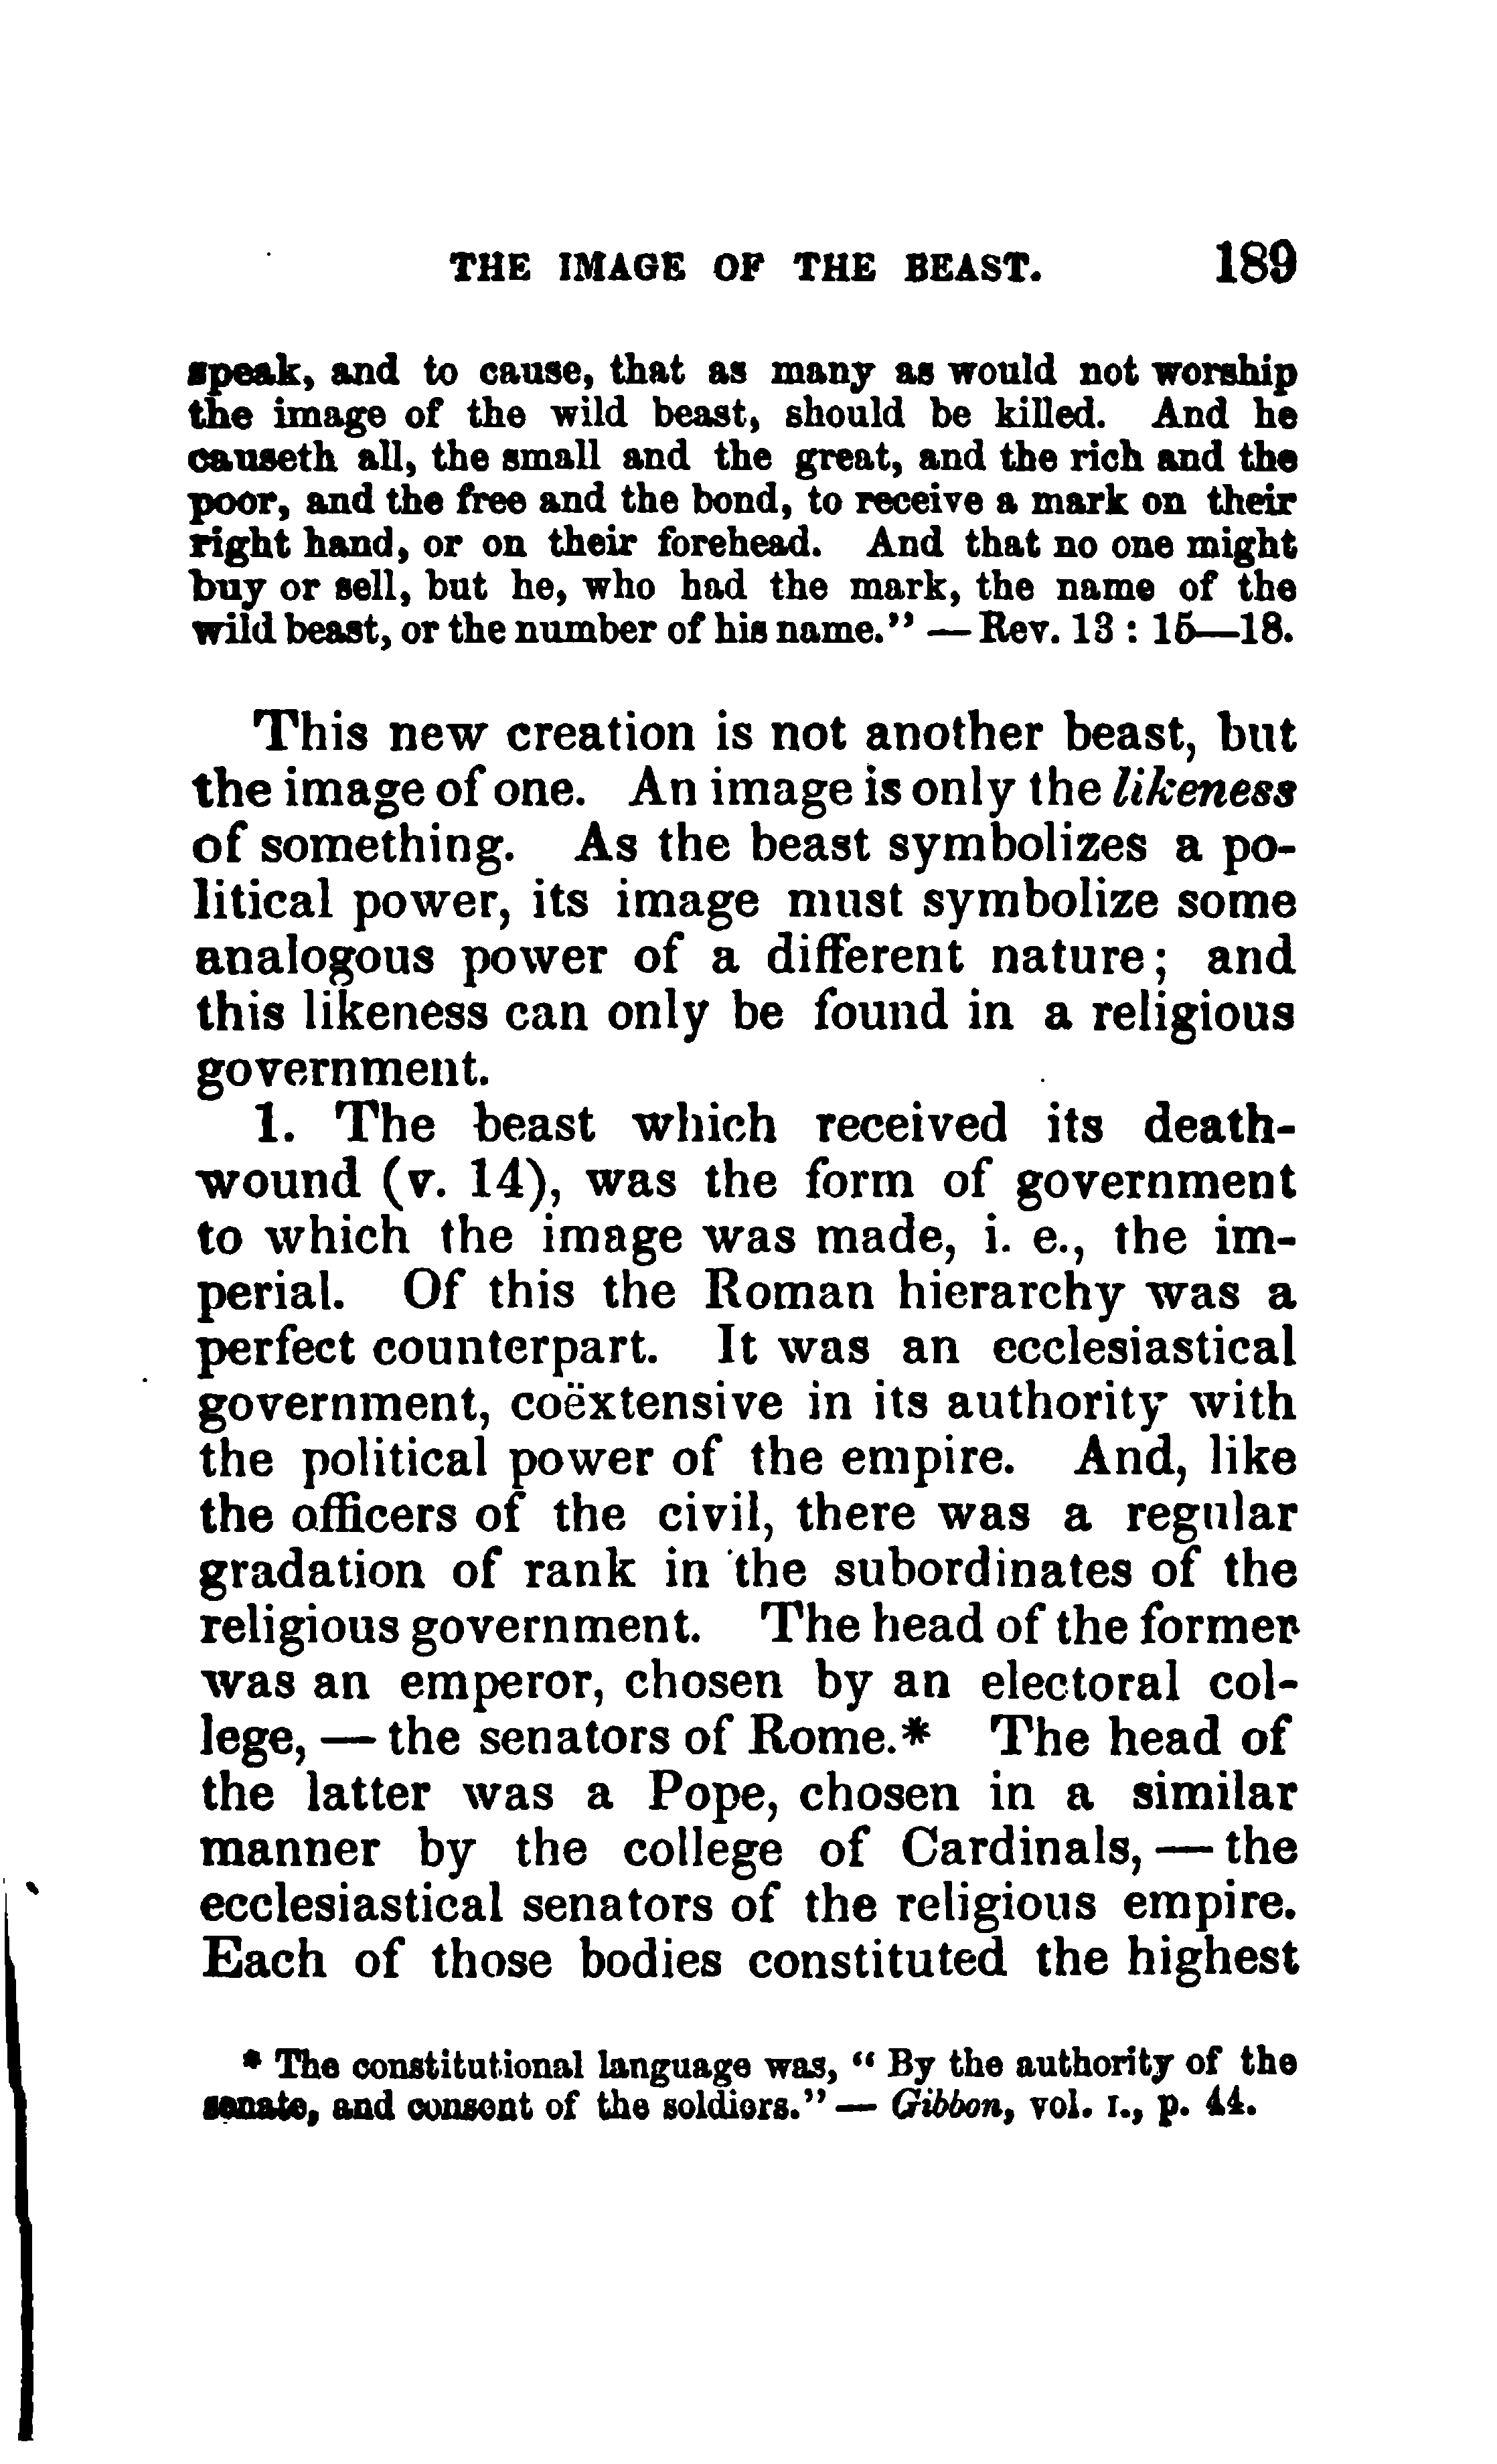 THE IMAGE OF THE BEAST. 189
speak, and to cause, that as many as would not worship
the image of the wild beast, should be killed. And he
causeth all, the small and the great, and the rich and the
poor, and the free and the bond, to receive a mark on their
right hand, or on their forehead. And that no one might
buy or sell, but he, who had the mark, the name of the
wild beast, or the number of his name.” — Rev. 13 : 15—18.
This new creation is not another beast, but
the image of one. An image is only the likeness
of something. As the beast symbolizes a po-
litical power, its image must symbolize some
analogous power of a different nature; and
this likeness can only be found in a religious
government.
1. The beast which received its death-
wound (v. 14), was the form of government
to which the image was made, i. e., the im-
perial. Of this the Roman hierarchy was a
perfect counterpart. It was an ecclesiastical
government, coëxtensive in its authority with
the political power of the empire. And, like
the officers of the civil, there was a regular
gradation of rank in the subordinates of the
religious government. The head of the former
was an emperor, chosen by an electoral col-
lege, — the senators of Rome.* The head of
the latter was a Pope, chosen in a similar
manner by the college of Cardinals, — the
ecclesiastical senators of the religious empire.
Each of those bodies constituted the highest
* The constitutional language was, “ By the authority of the
senate, and consent of the soldiers.” — Gibbon, vol. I., p. 44.